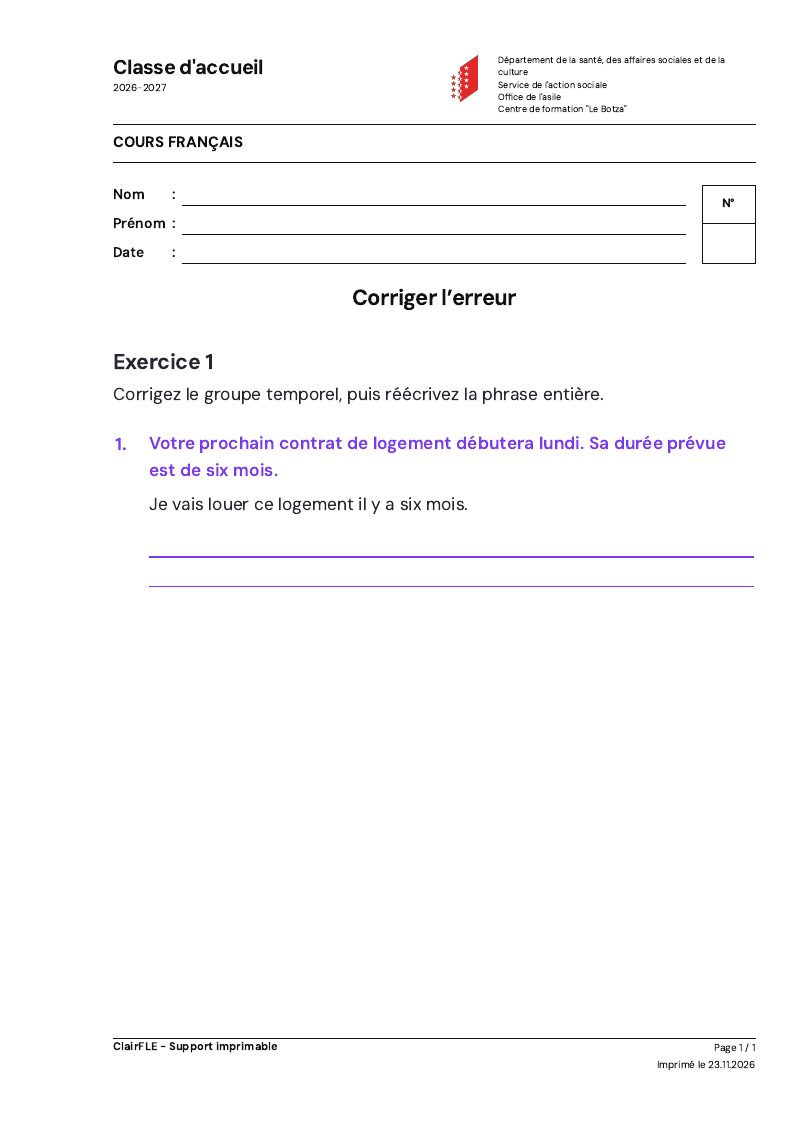 Classe d'accueil
2026-2027
Département de la santé, des affaires sociales et de la
culture
Service de l'action sociale
Office de l'asile
Centre de formation "Le Botza"
COURS FRANÇAIS
Nom :
Prénom :
Date :
N°
Corriger l’erreur
Exercice 1
Corrigez le groupe temporel, puis réécrivez la phrase entière.
1. Votre prochain contrat de logement débutera lundi. Sa durée prévue
est de six mois.
Je vais louer ce logement il y a six mois.
ClairFLE - Support imprimable
Page 1 / 1
Imprimé le 23.11.2026